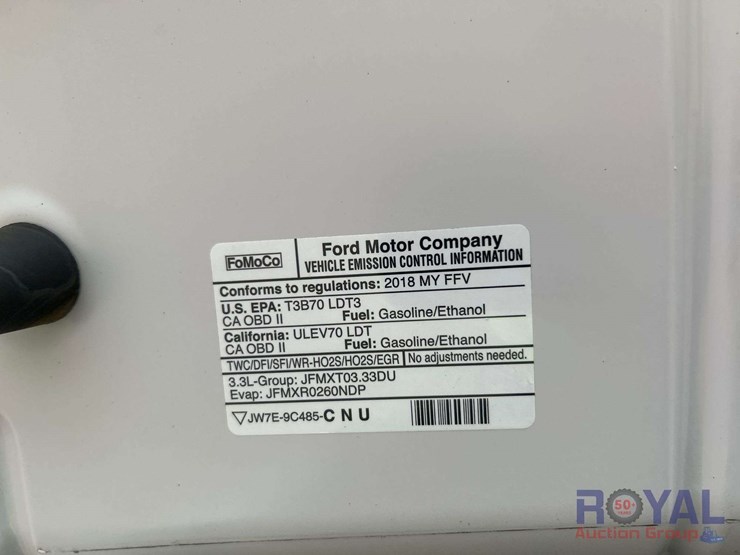 FoMoCo
Ford Motor Company
VEHICLE EMISSION CONTROL INFORMATION
Conforms to regulations: 2018 MY FFV
U.S. EPA: T3B70 LDT3
CA OBD II Fuel: Gasoline/Ethanol
California: ULEV70 LDT
CA OBD II Fuel: Gasoline/Ethanol
TWC/DFI/SFI/WR-HO2S/HO2S/EGR No adjustments needed.
3.3L-Group: JFMXT03.33DU
Evap: JFMXR0260NDP
▽JW7E-9C485-C N U
ROYAL
50
Auction Group